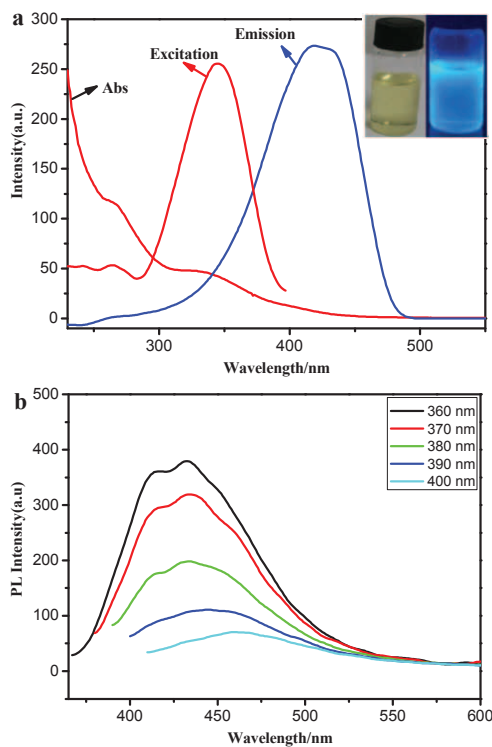 a
300
250
200
150
100
50
0
Intensity(a.u.)
Abs
Excitation
Emission
300
400
500
Wavelength/nm
b
500
400
300
200
100
0
PL Intensity(a.u)
360 nm
370 nm
380 nm
390 nm
400 nm
400
450
500
550
600
Wavelength/nm